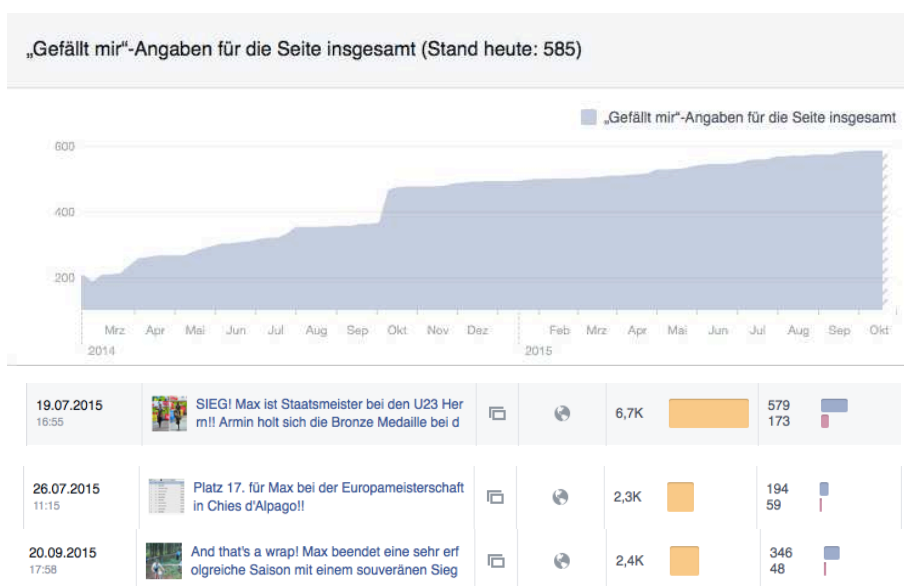 „Gefällt mir“-Angaben für die Seite insgesamt (Stand heute: 585)
„Gefällt mir“-Angaben für die Seite insgesamt
600
400
200
Mrz Apr Mai Jun Jul Aug Sep Okt Nov Dez Feb Mrz Apr Mai Jun Jul Aug Sep Okt
2014 2015
19.07.2015 SIEG! Max ist Staatsmeister bei den U23 Her 6,7K 579
16:55 rn!! Armin holt sich die Bronze Medaille bei d 173
26.07.2015 Platz 17. für Max bei der Europameisterschaft 2,3K 194
11:15 in Chies d'Alpago!! 59
20.09.2015 And that's a wrap! Max beendet eine sehr erf 2,4K 346
17:58 olgreiche Saison mit einem souveränen Sieg 48